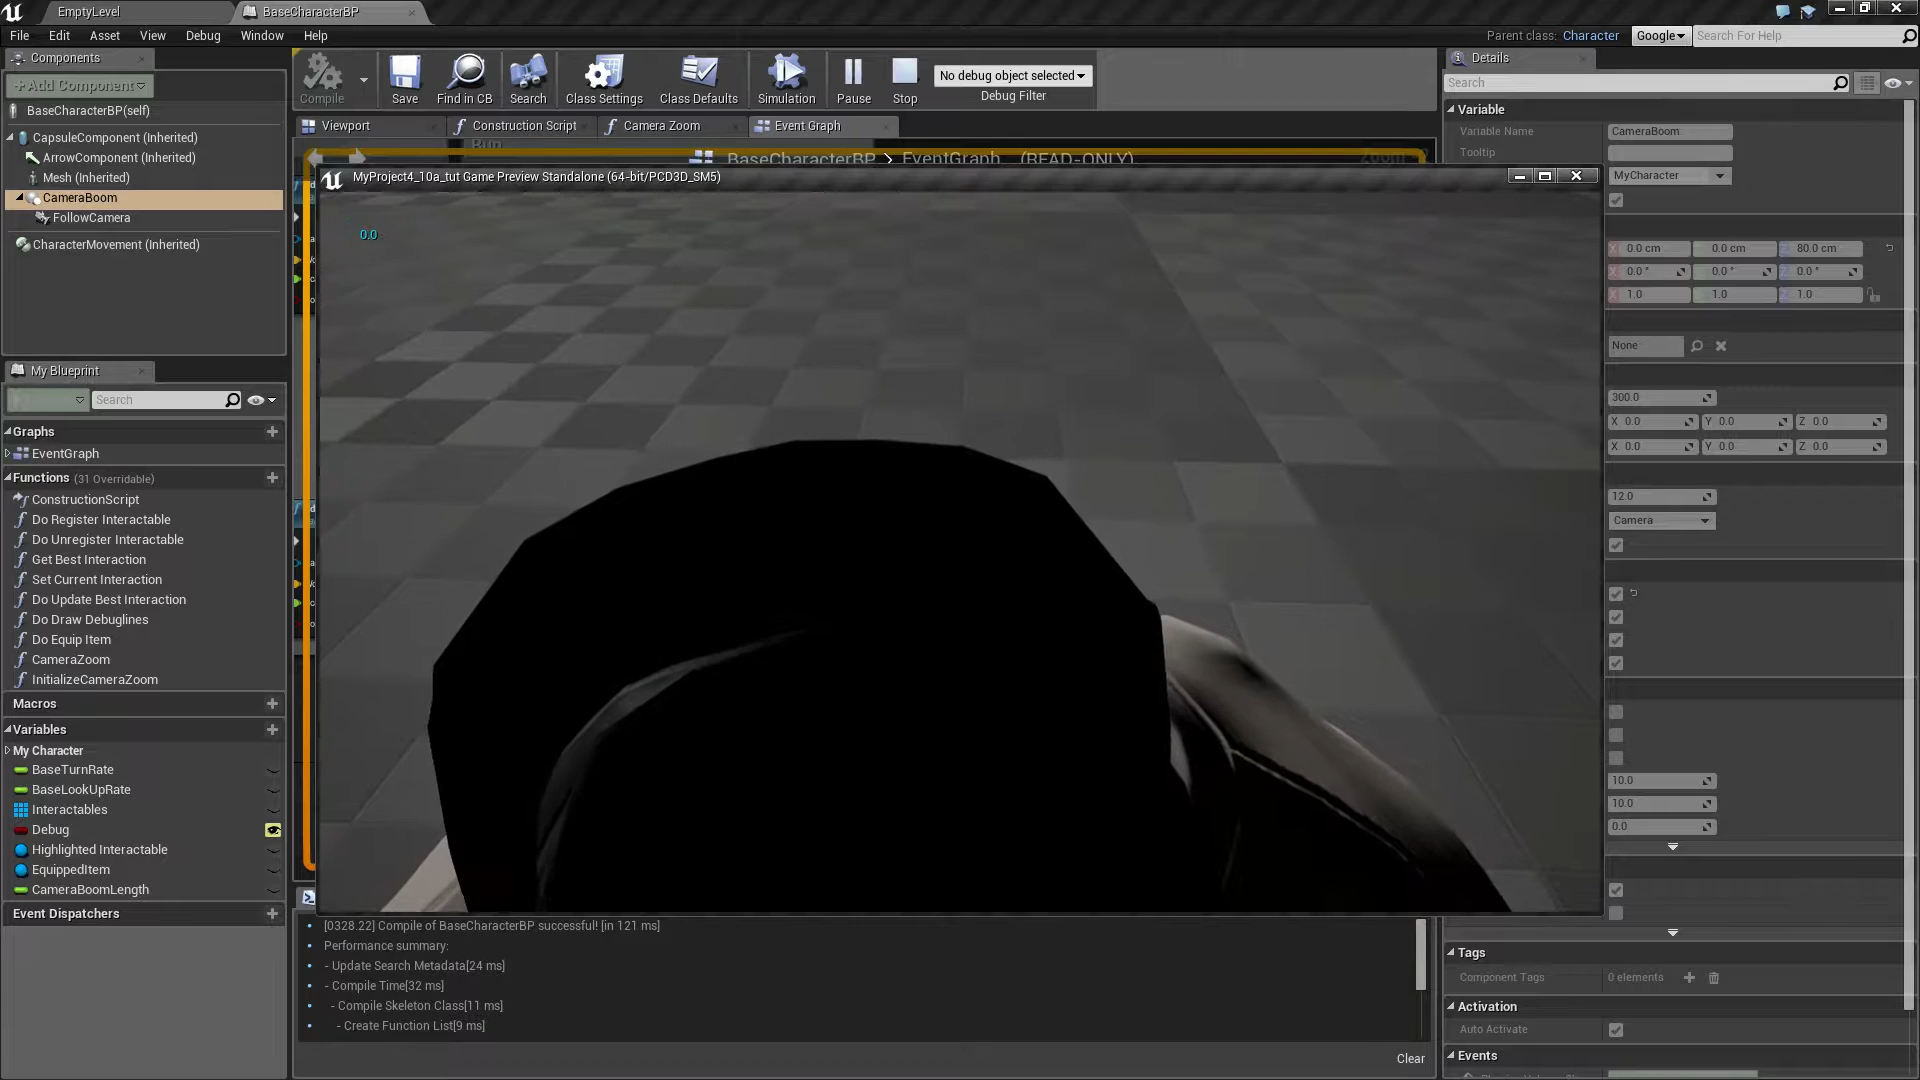 EmptyLevel
BaseCharacterBP
File Edit Asset View Debug Window Help
Parent class: Character Google Search For Help
Components
+Add Component
BaseCharacterBP(self)
CapsuleComponent (Inherited)
ArrowComponent (Inherited)
Mesh (Inherited)
CameraBoom
FollowCamera
CharacterMovement (Inherited)
Compile Save Find in CB Search Class Settings Class Defaults Simulation Pause Stop
No debug object selected
Debug Filter
Viewport Construction Script Camera Zoom Event Graph
BaseCharacterBP > EventGraph (READ-ONLY)
MyProject4_10a_tut Game Preview Standalone (64-bit/PCD3D_SM5)
0.0
My Blueprint
Search
Graphs
EventGraph
Functions (31 Overridable)
ConstructionScript
Do Register Interactable
Do Unregister Interactable
Get Best Interaction
Set Current Interaction
Do Update Best Interaction
Do Draw Debuglines
Do Equip Item
CameraZoom
InitializeCameraZoom
Macros
Variables
My Character
BaseTurnRate
BaseLookUpRate
Interactables
Debug
Highlighted Interactable
EquippedItem
CameraBoomLength
Event Dispatchers
[0328.22] Compile of BaseCharacterBP successful! [in 121 ms]
Performance summary:
- Update Search Metadata[24 ms]
- Compile Time[32 ms]
- Compile Skeleton Class[11 ms]
- Create Function List[9 ms]
Clear
Details
Search
Variable
Variable Name CameraBoom
Tooltip
MyCharacter
X 0.0 cm 0.0 cm 80.0 cm
X 0.0 ° 0.0 ° 0.0 °
X 1.0 1.0 1.0
None
300.0
X 0.0 Y 0.0 Z 0.0
X 0.0 Y 0.0 Z 0.0
12.0
Camera
10.0
10.0
0.0
Tags
Component Tags 0 elements
Activation
Auto Activate
Events